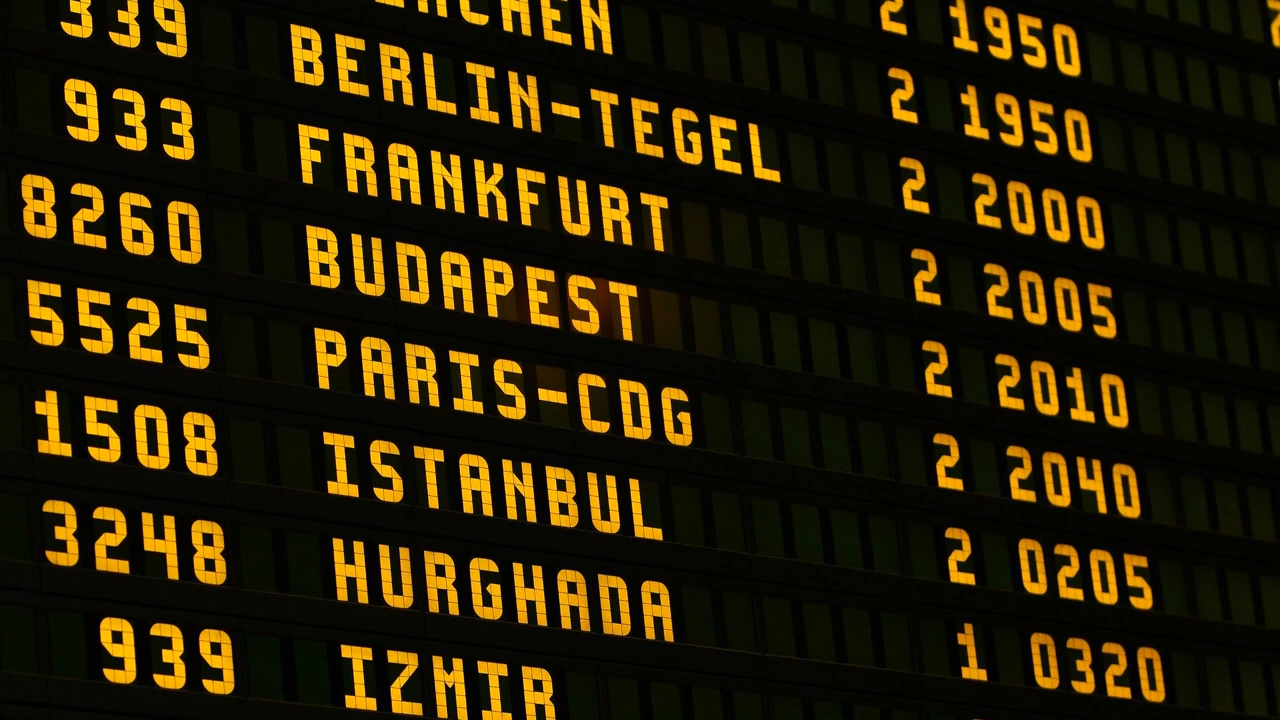 2 1950
CHEN 2 1950
339 BERLIN-TEGEL 2 2000
933 FRANKFURT 2 2005
8260 BUDAPEST 2 2010
5525 PARIS-CDG 2 2040
1508 ISTANBUL 2 0205
3248 HURGHADA 1 0320
939 IZMIR